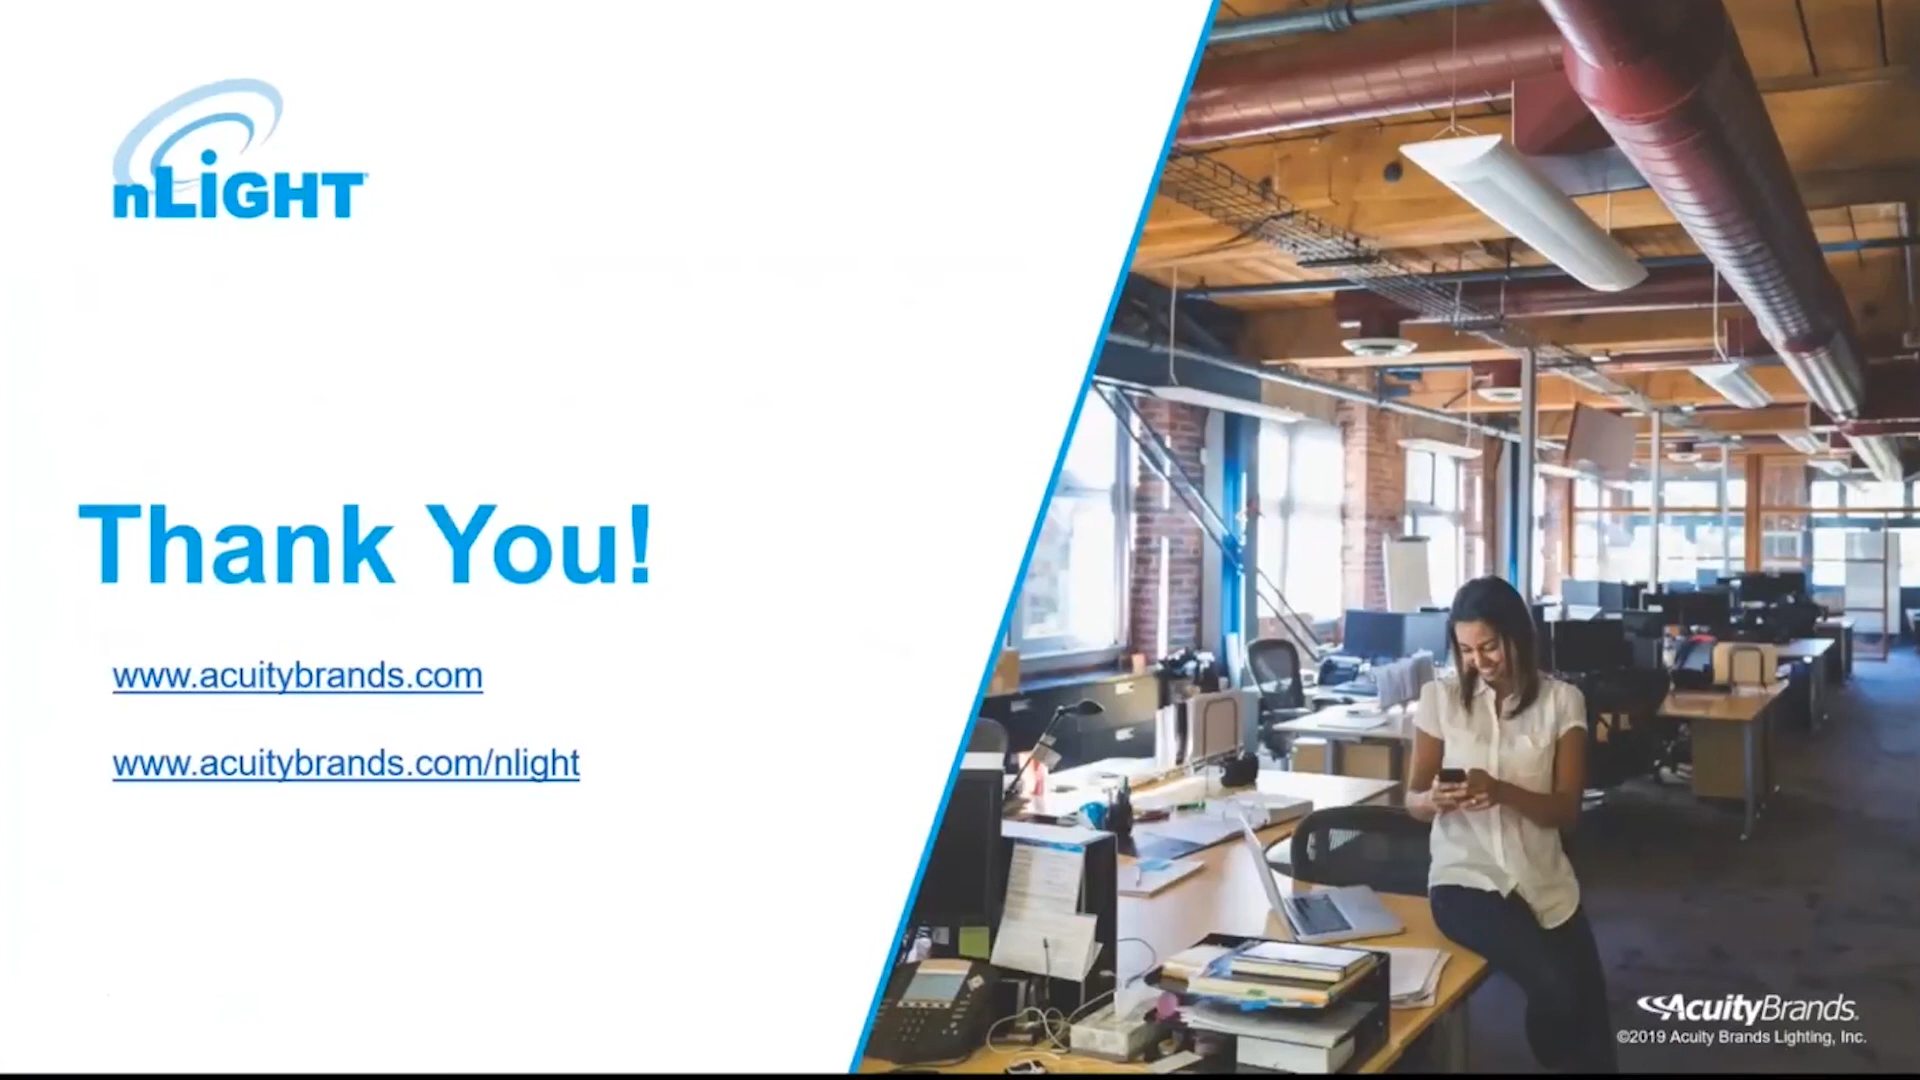 nLiGHT
Thank You!
www.acuitybrands.com
www.acuitybrands.com/nlight
AcuityBrands.
©2019 Acuity Brands Lighting, Inc.